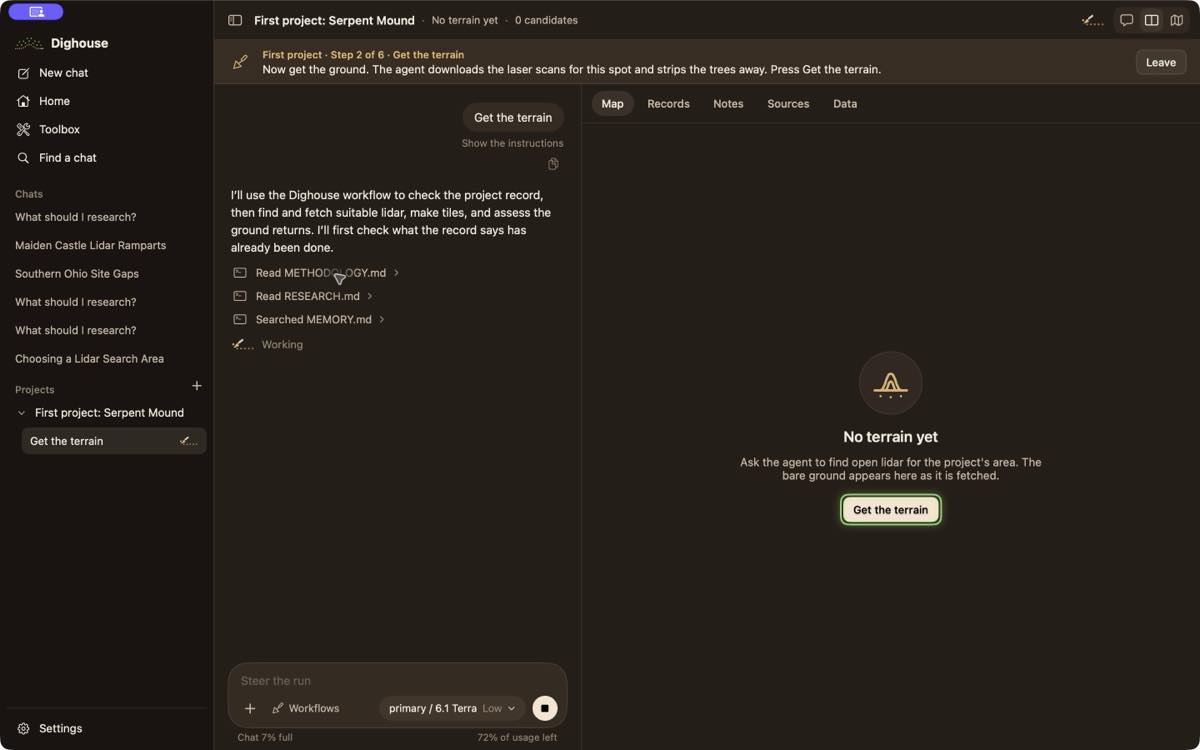 Dighouse
New chat
Home
Toolbox
Find a chat
Chats
What should I research?
Maiden Castle Lidar Ramparts
Southern Ohio Site Gaps
What should I research?
What should I research?
Choosing a Lidar Search Area
Projects
First project: Serpent Mound
Get the terrain
Settings
First project: Serpent Mound · No terrain yet · 0 candidates
First project · Step 2 of 6 · Get the terrain
Now get the ground. The agent downloads the laser scans for this spot and strips the trees away. Press Get the terrain.
Leave
Get the terrain
Show the instructions
I'll use the Dighouse workflow to check the project record,
then find and fetch suitable lidar, make tiles, and assess the
ground returns. I'll first check what the record says has
already been done.
Read METHODOLOGY.md
Read RESEARCH.md
Searched MEMORY.md
Working
Steer the run
Workflows
primary / 6.1 Terra Low
Chat 7% full
72% of usage left
Map Records Notes Sources Data
No terrain yet
Ask the agent to find open lidar for the project's area. The
bare ground appears here as it is fetched.
Get the terrain